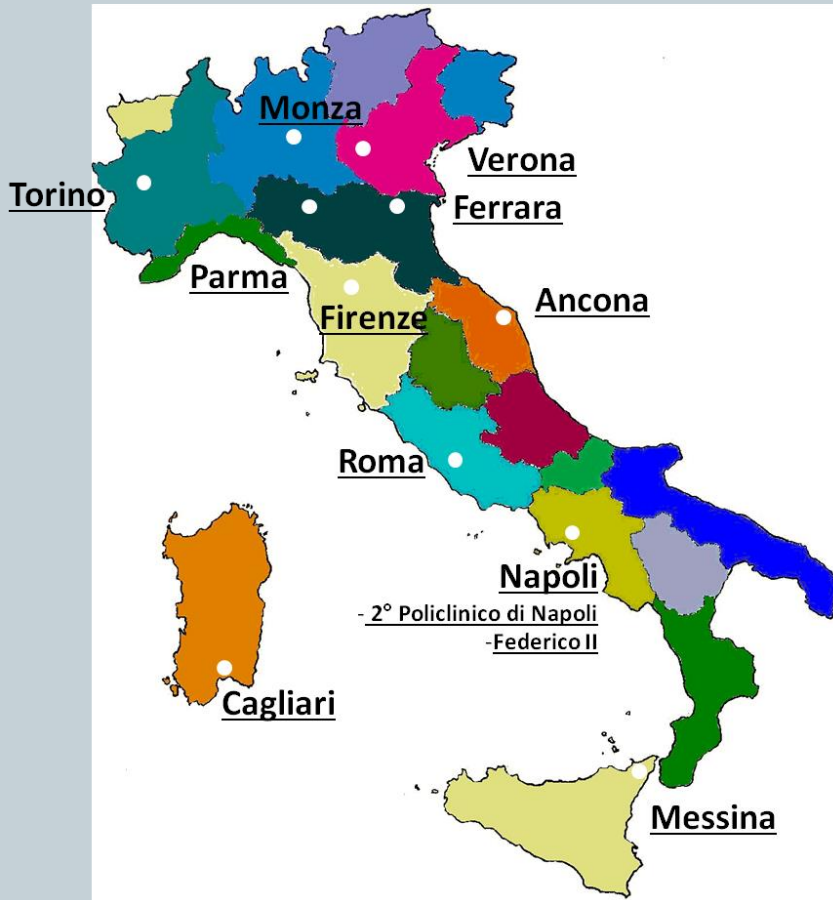 Monza
Verona
Torino
Ferrara
Parma
Ancona
Firenze
Roma
Napoli
- 2° Policlinico di Napoli
-Federico II
Cagliari
Messina